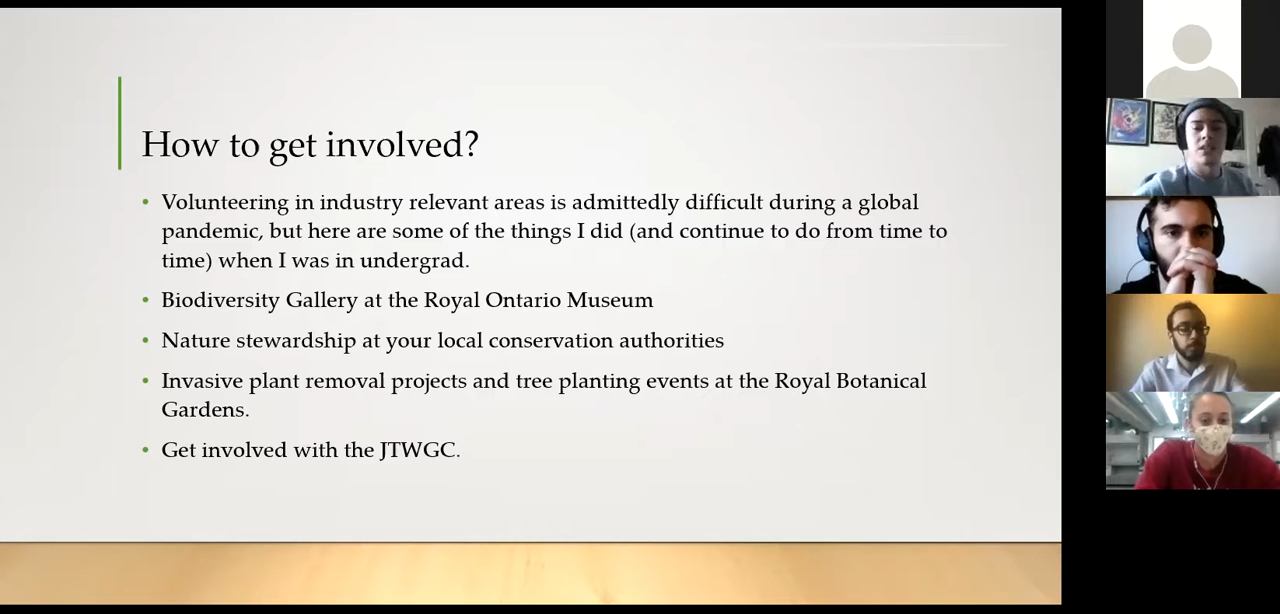 How to get involved?
• Volunteering in industry relevant areas is admittedly difficult during a global
pandemic, but here are some of the things I did (and continue to do from time to
time) when I was in undergrad.
• Biodiversity Gallery at the Royal Ontario Museum
• Nature stewardship at your local conservation authorities
• Invasive plant removal projects and tree planting events at the Royal Botanical
Gardens.
• Get involved with the JTWGC.